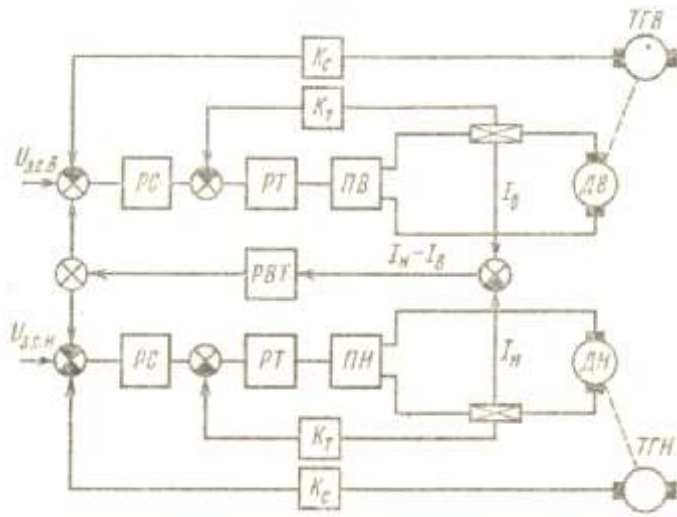 ТГВ
Kс
Kт
Uз.с.В
РС
РТ
ПВ
Iв
ДВ
РВТ
Iн−Iв
Uз.с.н
РС
РТ
ПН
Iн
ДН
Kт
ТГН
Kс